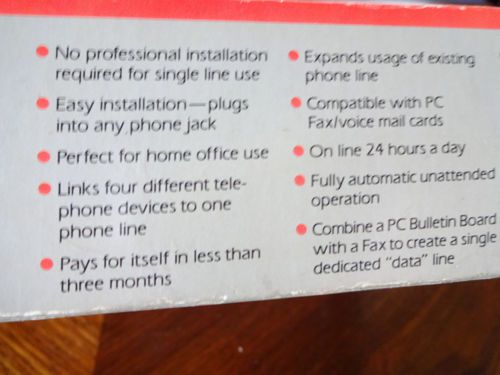 No professional installation
required for single line use
Easy installation—plugs
into any phone jack
Perfect for home office use
Links four different tele-
phone devices to one
phone line
Pays for itself in less than
three months
Expands usage of existing
phone line
Compatible with PC
Fax/voice mail cards
On line 24 hours a day
Fully automatic unattended
operation
Combine a PC Bulletin Board
with a Fax to create a single
dedicated "data" line